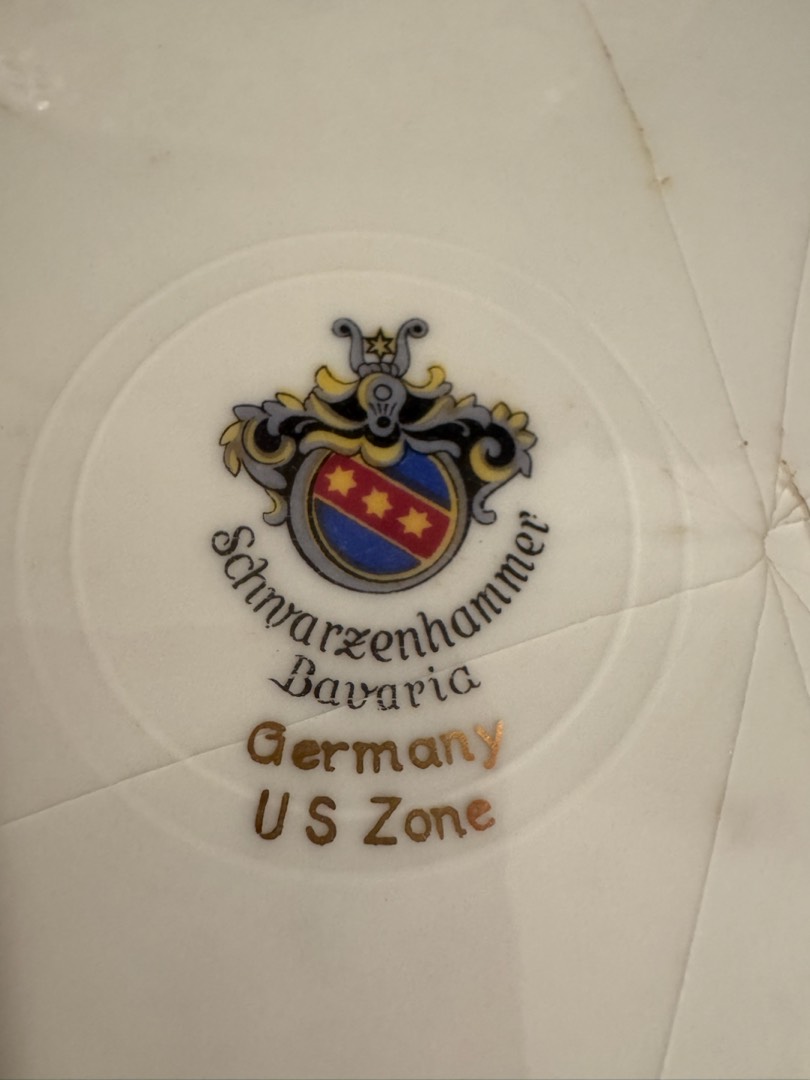 Schwarzenhammer
Bavaria
Germany
U S Zone